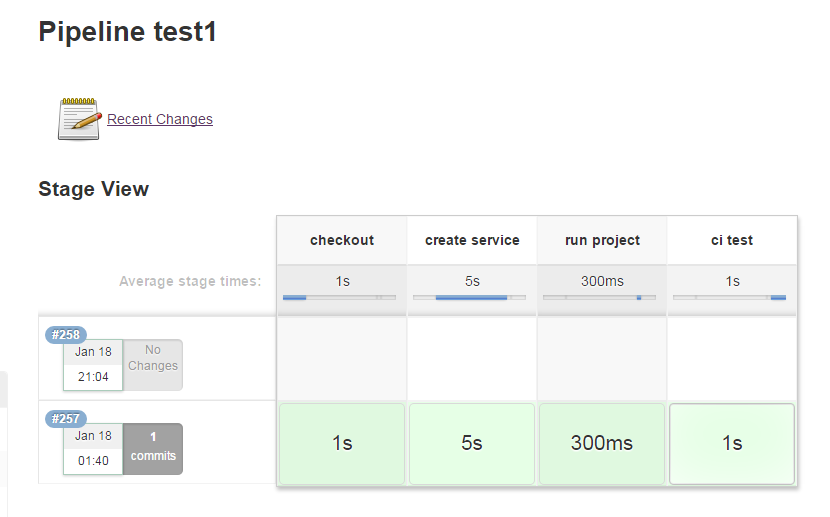 Pipeline test1
Recent Changes
Stage View
checkout create service run project ci test
Average stage times: 1s 5s 300ms 1s
#258
Jan 18 No
21:04 Changes
#257
Jan 18 1
01:40 commits
1s 5s 300ms 1s